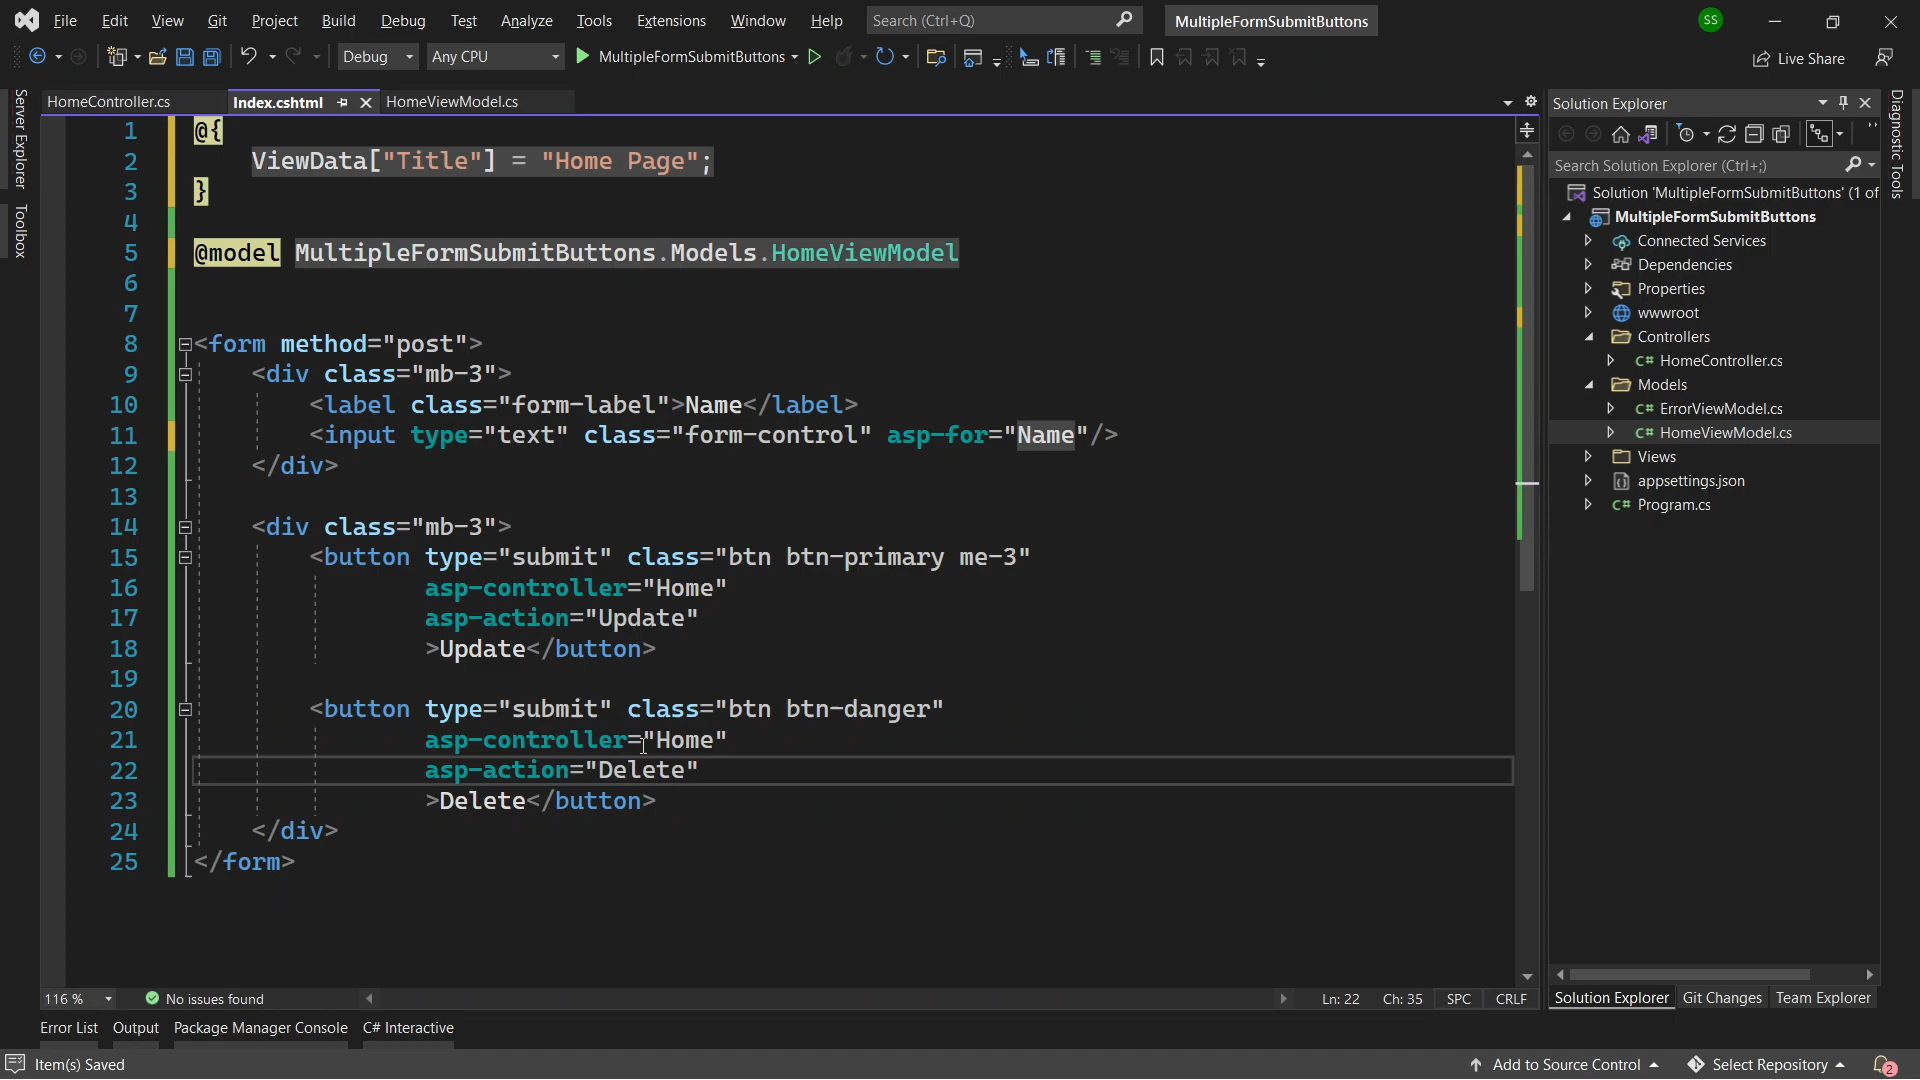 File Edit View Git Project Build Debug Test Analyze Tools Extensions Window Help Search (Ctrl+Q) MultipleFormSubmitButtons SS
Debug Any CPU MultipleFormSubmitButtons Live Share
Server Explorer
Toolbox
HomeController.cs Index.cshtml HomeViewModel.cs
1 @{
2 ViewData["Title"] = "Home Page";
3 }
4
5 @model MultipleFormSubmitButtons.Models.HomeViewModel
6
7
8 <form method="post">
9 <div class="mb-3">
10 <label class="form-label">Name</label>
11 <input type="text" class="form-control" asp-for="Name"/>
12 </div>
13
14 <div class="mb-3">
15 <button type="submit" class="btn btn-primary me-3"
16 asp-controller="Home"
17 asp-action="Update"
18 >Update</button>
19
20 <button type="submit" class="btn btn-danger"
21 asp-controller="Home"
22 asp-action="Delete"
23 >Delete</button>
24 </div>
25 </form>
116 % No issues found Ln: 22 Ch: 35 SPC CRLF
Solution Explorer
Search Solution Explorer (Ctrl+;)
Solution 'MultipleFormSubmitButtons' (1 of
MultipleFormSubmitButtons
Connected Services
Dependencies
Properties
wwwroot
Controllers
C# HomeController.cs
Models
C# ErrorViewModel.cs
C# HomeViewModel.cs
Views
appsettings.json
C# Program.cs
Solution Explorer Git Changes Team Explorer
Diagnostic Tools
Error List Output Package Manager Console C# Interactive
Item(s) Saved Add to Source Control Select Repository 2